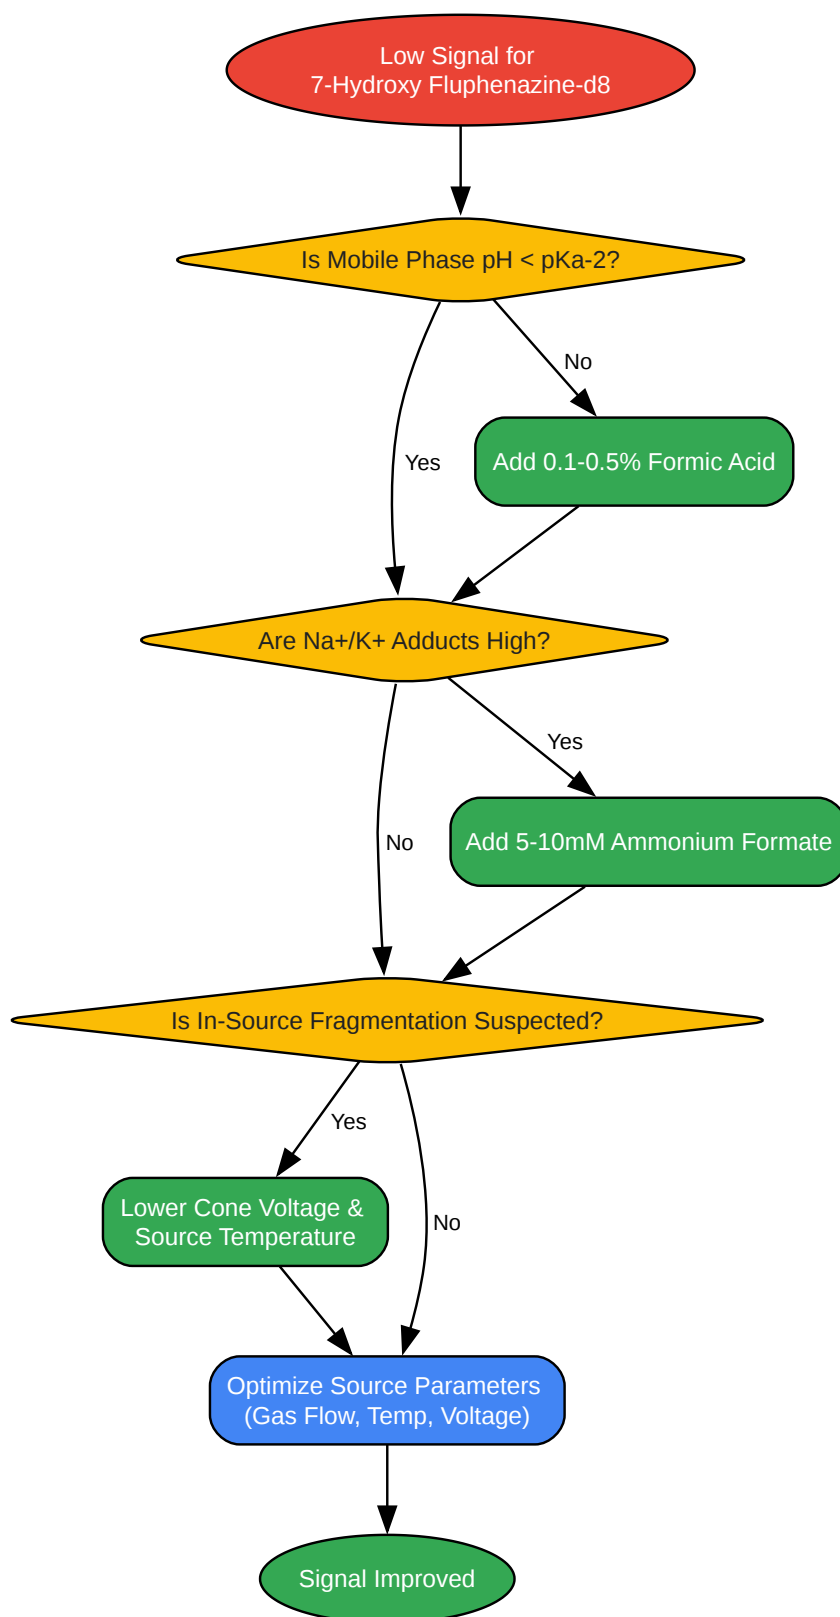 Low Signal for
7-Hydroxy Fluphenazine-d8
Is Mobile Phase pH < pKa-2?
No
Yes
Add 0.1-0.5% Formic Acid
Are Na+/K+ Adducts High?
Yes
No
Add 5-10mM Ammonium Formate
Is In-Source Fragmentation Suspected?
Yes
Lower Cone Voltage &
Source Temperature
No
Optimize Source Parameters
(Gas Flow, Temp, Voltage)
Signal Improved